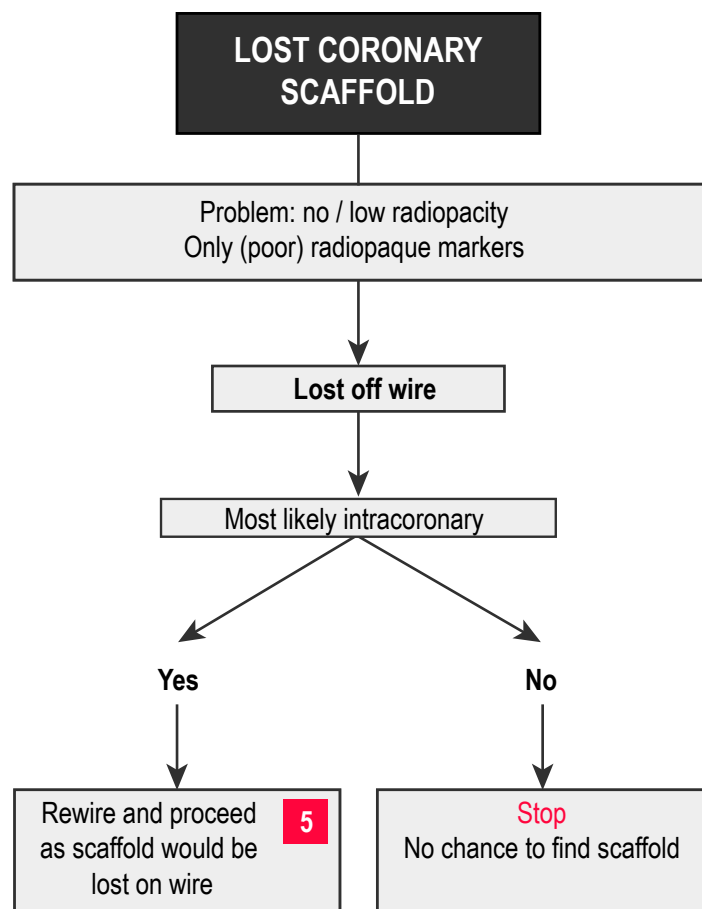 LOST CORONARY
SCAFFOLD
Problem: no / low radiopacity
Only (poor) radiopaque markers
Lost off wire
Most likely intracoronary
Yes
No
Rewire and proceed
as scaffold would be
lost on wire
5
Stop
No chance to find scaffold